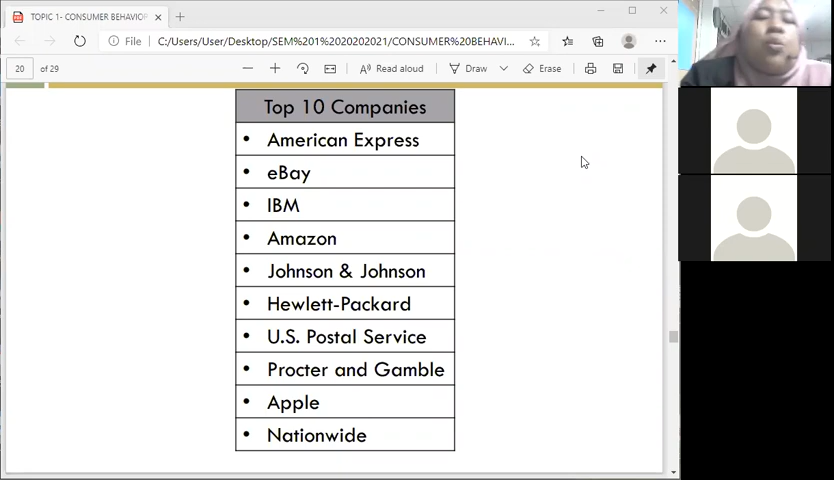 TOPIC 1- CONSUMER BEHAVIOR
File
C:/Users/User/Desktop/SEM%201%2020202021/CONSUMER%20BEHAVI...
20 of 29
Read aloud
Draw
Erase
Top 10 Companies
• American Express
• eBay
• IBM
• Amazon
• Johnson & Johnson
• Hewlett-Packard
• U.S. Postal Service
• Procter and Gamble
• Apple
• Nationwide